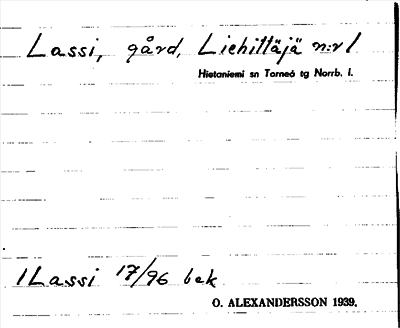 Lassi, gård, Liehittäjä n:r 1
Hietaniemi sn Torneå tg Norrb. l.
1 Lassi 17/96 bek
O. ALEXANDERSSON 1939.